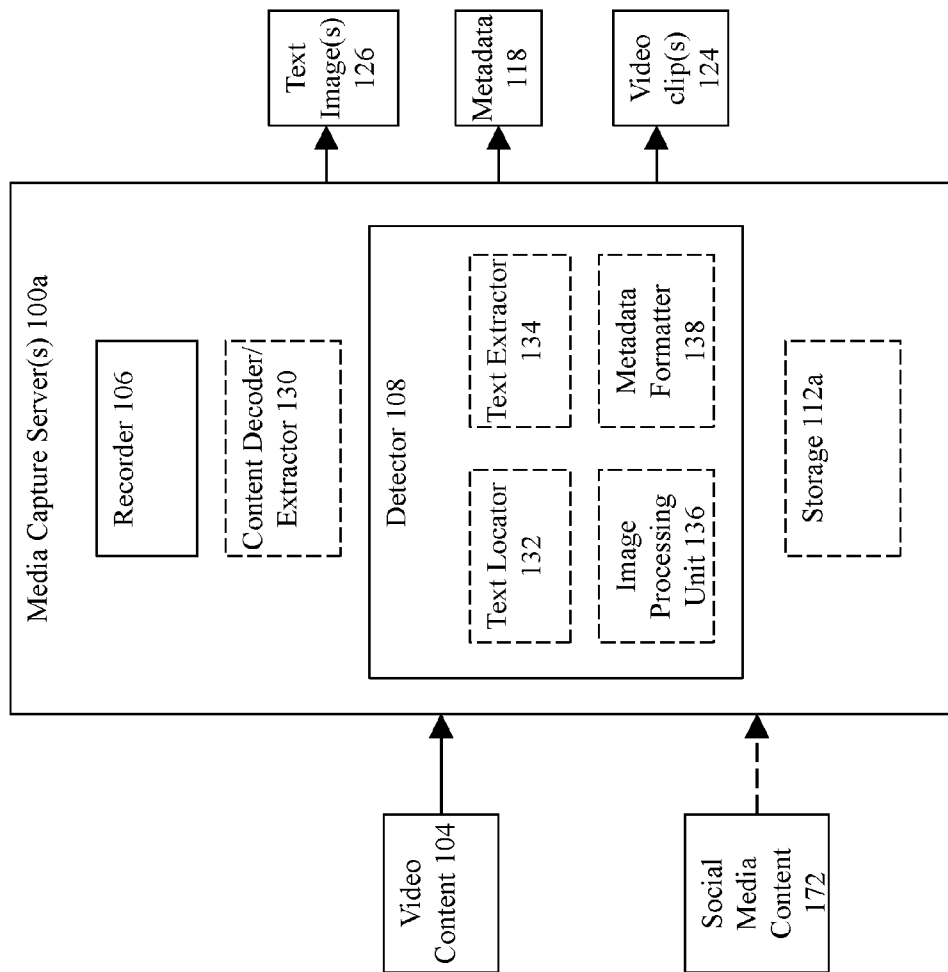 Media Capture Server(s) 100a
Recorder 106
Content Decoder/
Extractor 130
Detector 108
Text Locator
132
Text Extractor
134
Image
Processing
Unit 136
Metadata
Formatter
138
Storage 112a
Video
Content 104
Social
Media
Content
172
Text
Image(s)
126
Metadata
118
Video
clip(s)
124